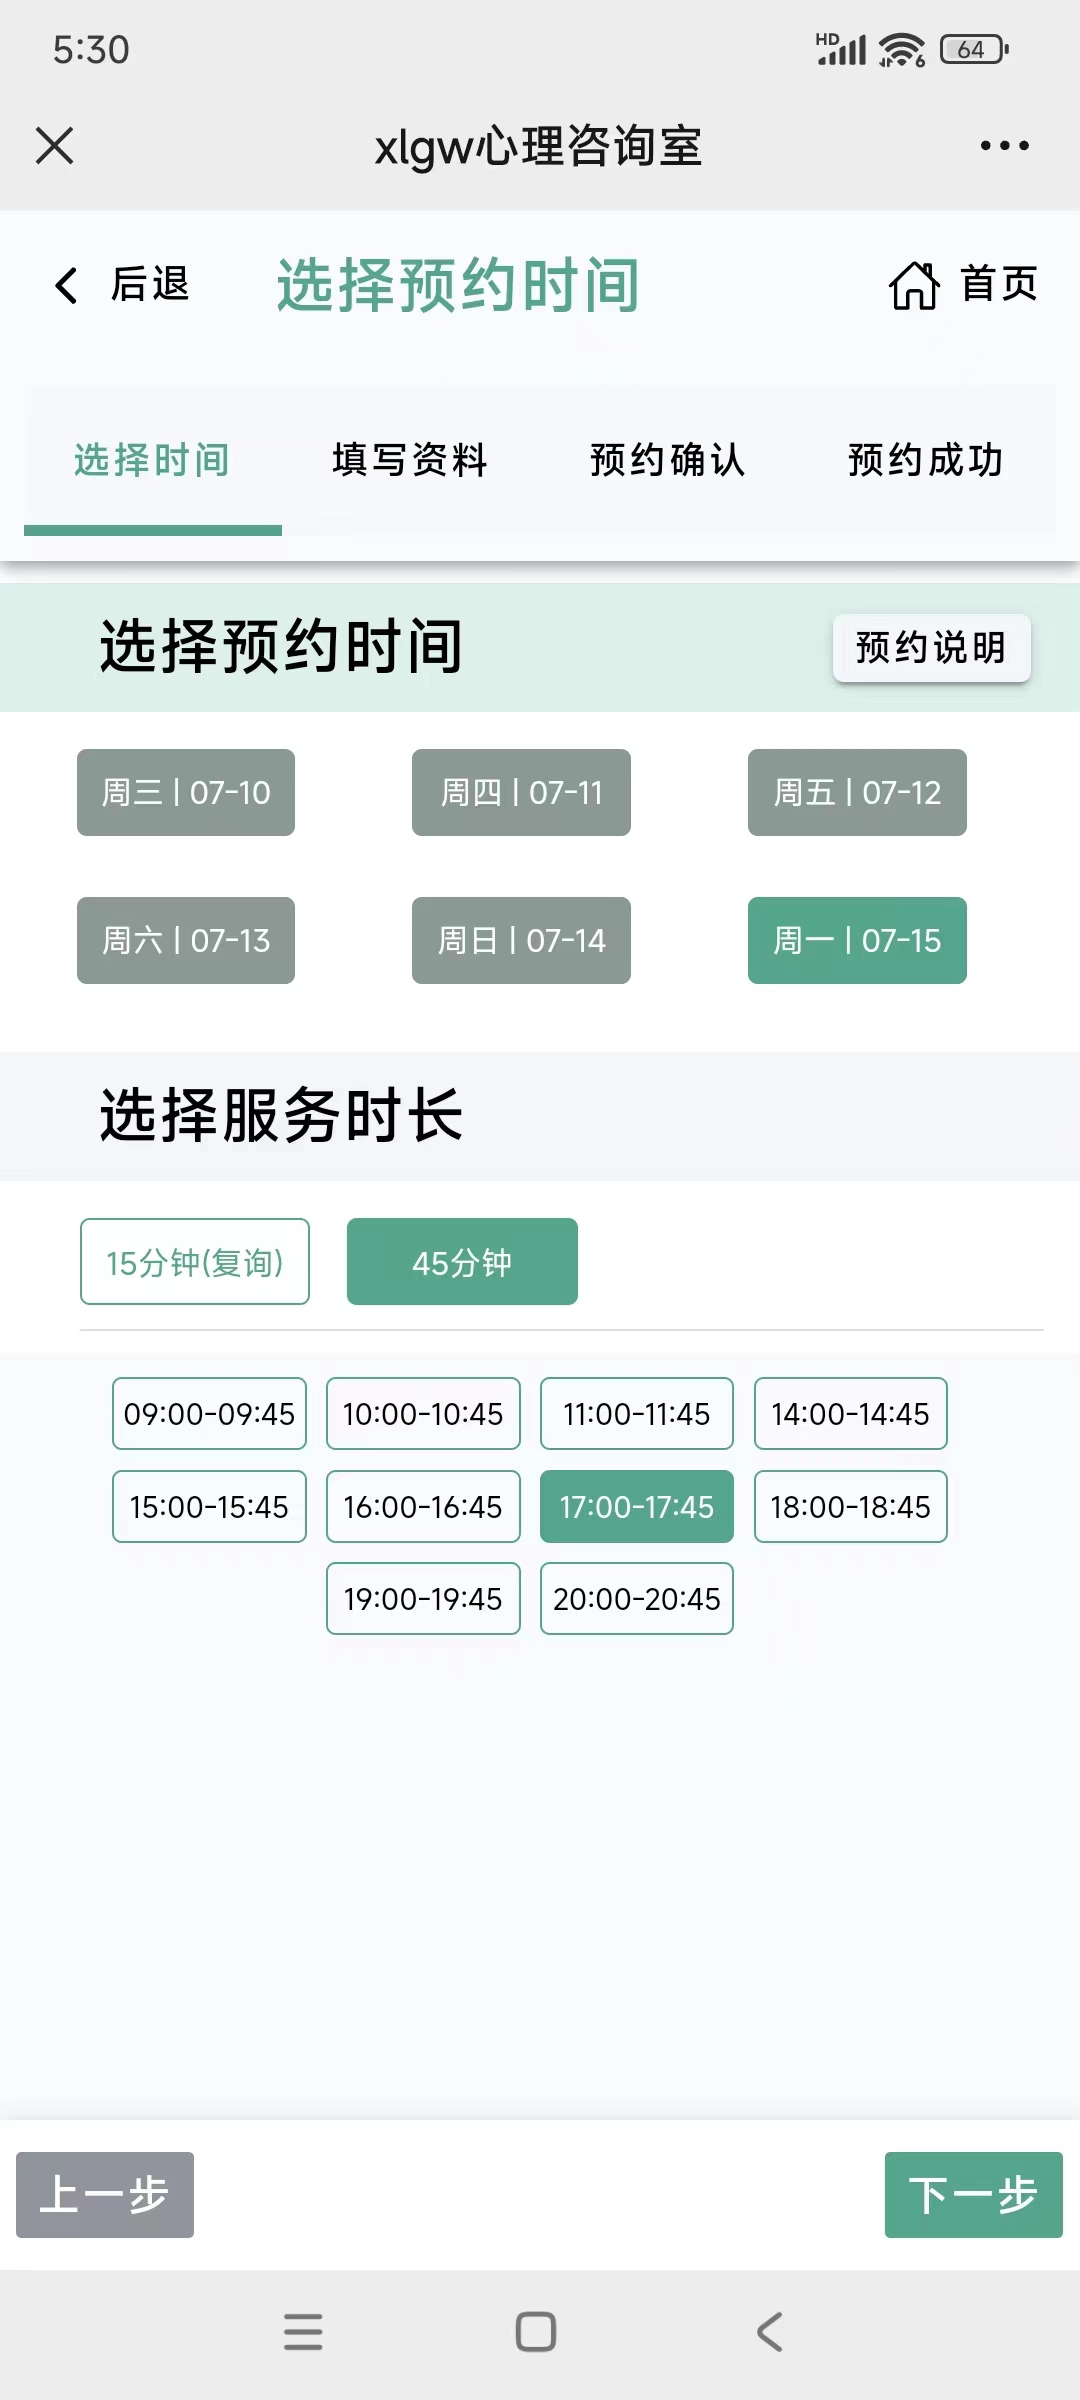 5:30
HD
6
64
xlgw心理咨询室
后退
选择预约时间
首页
选择时间
填写资料
预约确认
预约成功
选择预约时间
预约说明
周三 | 07-10
周四 | 07-11
周五 | 07-12
周六 | 07-13
周日 | 07-14
周一 | 07-15
选择服务时长
15分钟(复询)
45分钟
09:00-09:45
10:00-10:45
11:00-11:45
14:00-14:45
15:00-15:45
16:00-16:45
17:00-17:45
18:00-18:45
19:00-19:45
20:00-20:45
上一步
下一步